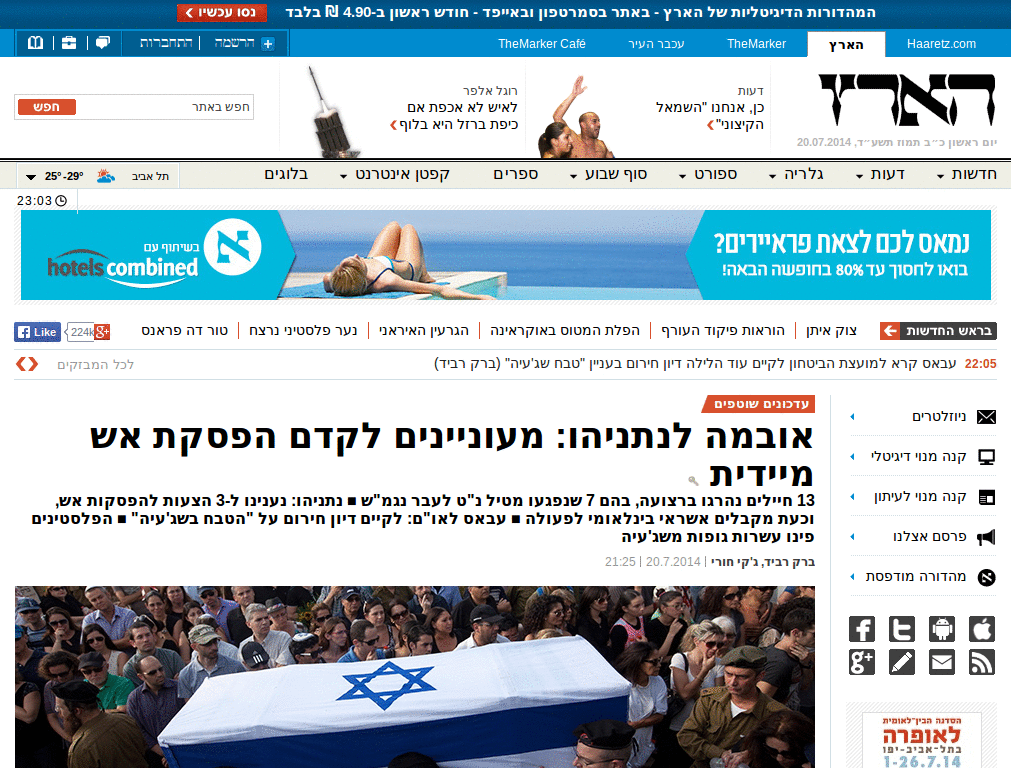 המהדורות הדיגיטליות של הארץ - באתר בסמרטפון ובאייפד - חודש ראשון ב-4.90 ₪ בלבד
נסו עכשיו
Haaretz.com
הארץ
TheMarker
עכבר העיר
TheMarker Café
הרשמה
התחברות
הארץ
יום ראשון כ״ב תמוז תשע״ד, 20.07.2014
דעות
כן, אנחנו "השמאל
הקיצוני"
רוגל אלפר
לאיש לא אכפת אם
כיפת ברזל היא בלוף
חפש באתר
חפש
חדשות
דעות
גלריה
ספורט
סוף שבוע
ספרים
קפטן אינטרנט
בלוגים
תל אביב
25°-29°
23:03
נמאס לכם לצאת פראיירים?
בואו לחסוך עד 80% בחופשה הבאה!
בשיתוף עם
hotels combined
בראש החדשות
צוק איתן
הוראות פיקוד העורף
הפלת המטוס באוקראינה
הגרעין האיראני
נער פלסטיני נרצח
טור דה פראנס
224k
Like
22:05 עבאס קרא למועצת הביטחון לקיים עוד הלילה דיון חירום בעניין "טבח שג'עיה" (ברק רביד)
לכל המבזקים
ניוזלטרים
קנה מנוי דיגיטלי
קנה מנוי לעיתון
פרסם אצלנו
מהדורה מודפסת
עדכונים שוטפים
אובמה לנתניהו: מעוניינים לקדם הפסקת אש
מיידית
13 חיילים נהרגו ברצועה, בהם 7 שנפגעו מטיל נ"ט לעבר נגמ"ש ■ נתניהו: נענינו ל-3 הצעות להפסקות אש,
וכעת מקבלים אשראי בינלאומי לפעולה ■ עבאס לאו"ם: לקיים דיון חירום על "הטבח בשג'עיה" ■ הפלסטינים
פינו עשרות גופות משג'עיה
ברק רביד, ג'קי חורי | 20.7.2014 | 21:25
הסדנה הבין-לאומית
לאופרה
בתל-אביב-יפו
1-26.7.14